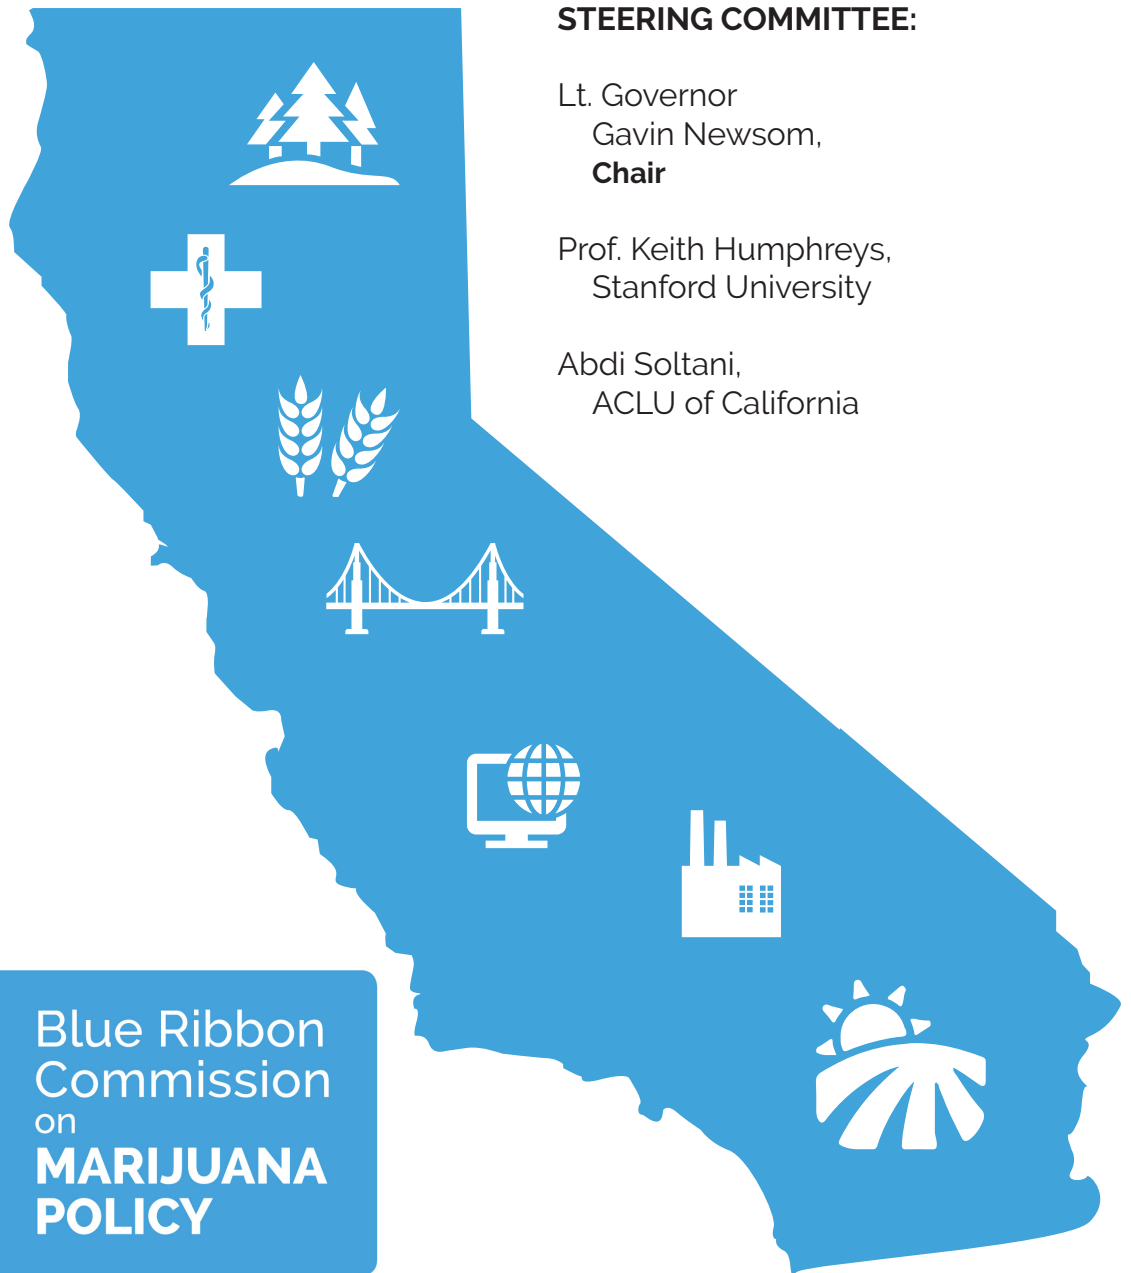 STEERING COMMITTEE:
Lt. Governor
Gavin Newsom,
Chair
Prof. Keith Humphreys,
Stanford University
Abdi Soltani,
ACLU of California
Blue Ribbon
Commission
on
MARIJUANA
POLICY